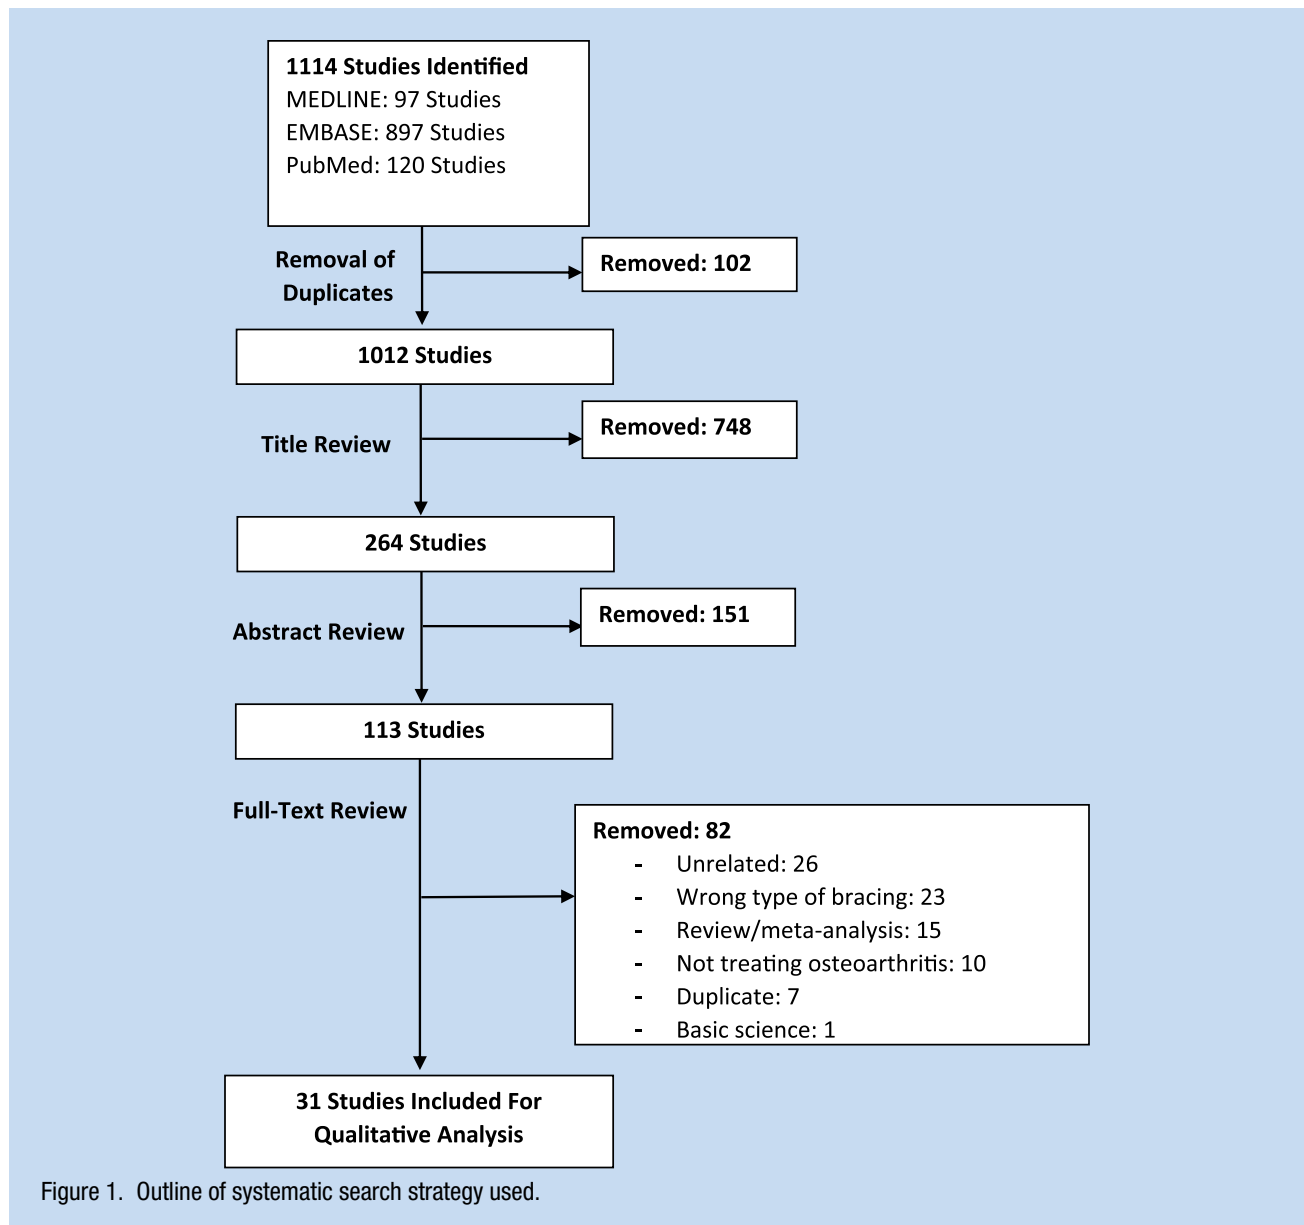 1114 Studies Identified
MEDLINE: 97 Studies
EMBASE: 897 Studies
PubMed: 120 Studies
Removal of
Duplicates
Removed: 102
1012 Studies
Title Review
Removed: 748
264 Studies
Abstract Review
Removed: 151
113 Studies
Full-Text Review
Removed: 82
- Unrelated: 26
- Wrong type of bracing: 23
- Review/meta-analysis: 15
- Not treating osteoarthritis: 10
- Duplicate: 7
- Basic science: 1
31 Studies Included For
Qualitative Analysis
Figure 1. Outline of systematic search strategy used.